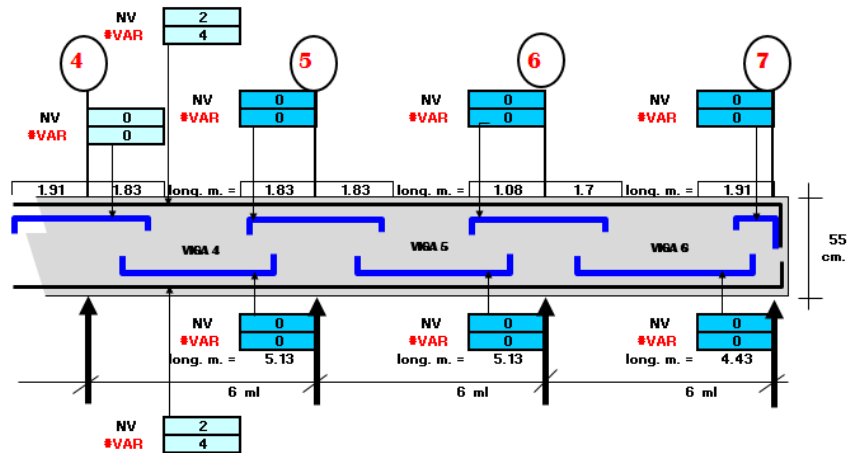 NV 2
#VAR 4
4 5 6 7
NV 0 NV 0 NV 0
#VAR 0 #VAR 0 #VAR 0
NV 0
#VAR 0
1.91 1.83 long. m. = 1.83 1.83 long. m. = 1.08 1.7 long. m. = 1.91
VIGA 4 VIGA 5 VIGA 6
55
cm.
NV 0 NV 0 NV 0
#VAR 0 #VAR 0 #VAR 0
long. m. = 5.13 long. m. = 5.13 long. m. = 4.43
6 ml 6 ml 6 ml
NV 2
#VAR 4